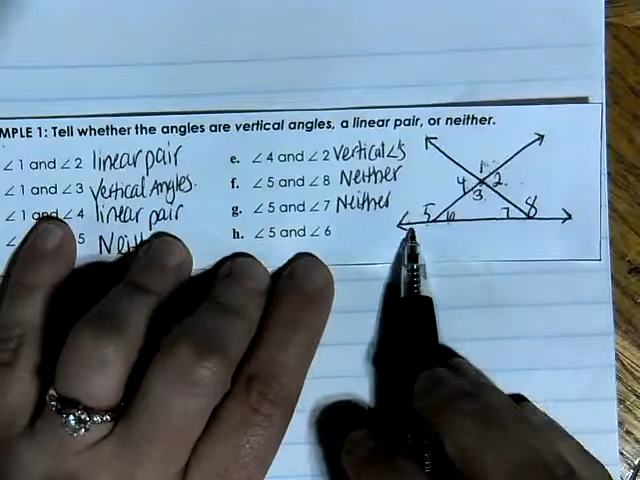 MPLE 1: Tell whether the angles are vertical angles, a linear pair, or neither.
∠1 and ∠2 linear pair
∠1 and ∠3 Vertical Angles.
∠1 and ∠4 linear pair
∠ 5
e. ∠4 and ∠2 Vertical ∠s
f. ∠5 and ∠8 Neither
g. ∠5 and ∠7 Neither
h. ∠5 and ∠6
1
4 2
3
5 6 7 8